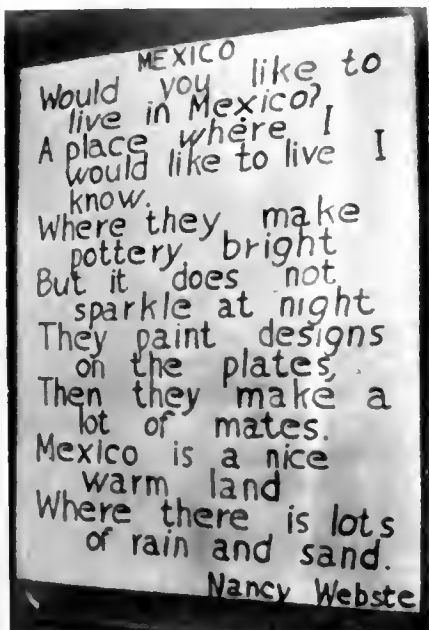 MEXICO
Would you like to
live in Mexico?
A place where I
would like to live I
know.
Where they make
pottery bright
But it does not
sparkle at night
They paint designs
on the plates,
Then they make a
lot of mates.
Mexico is a nice
warm land
Where there is lots
of rain and sand.
Nancy Webste